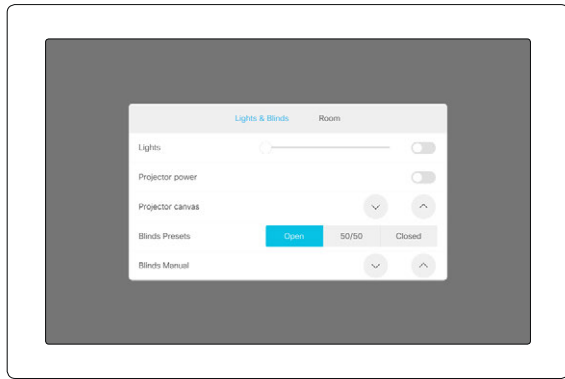 Lights & Blinds Room
Lights
Projector power
Projector canvas
Blinds Presets Open 50/50 Closed
Blinds Manual